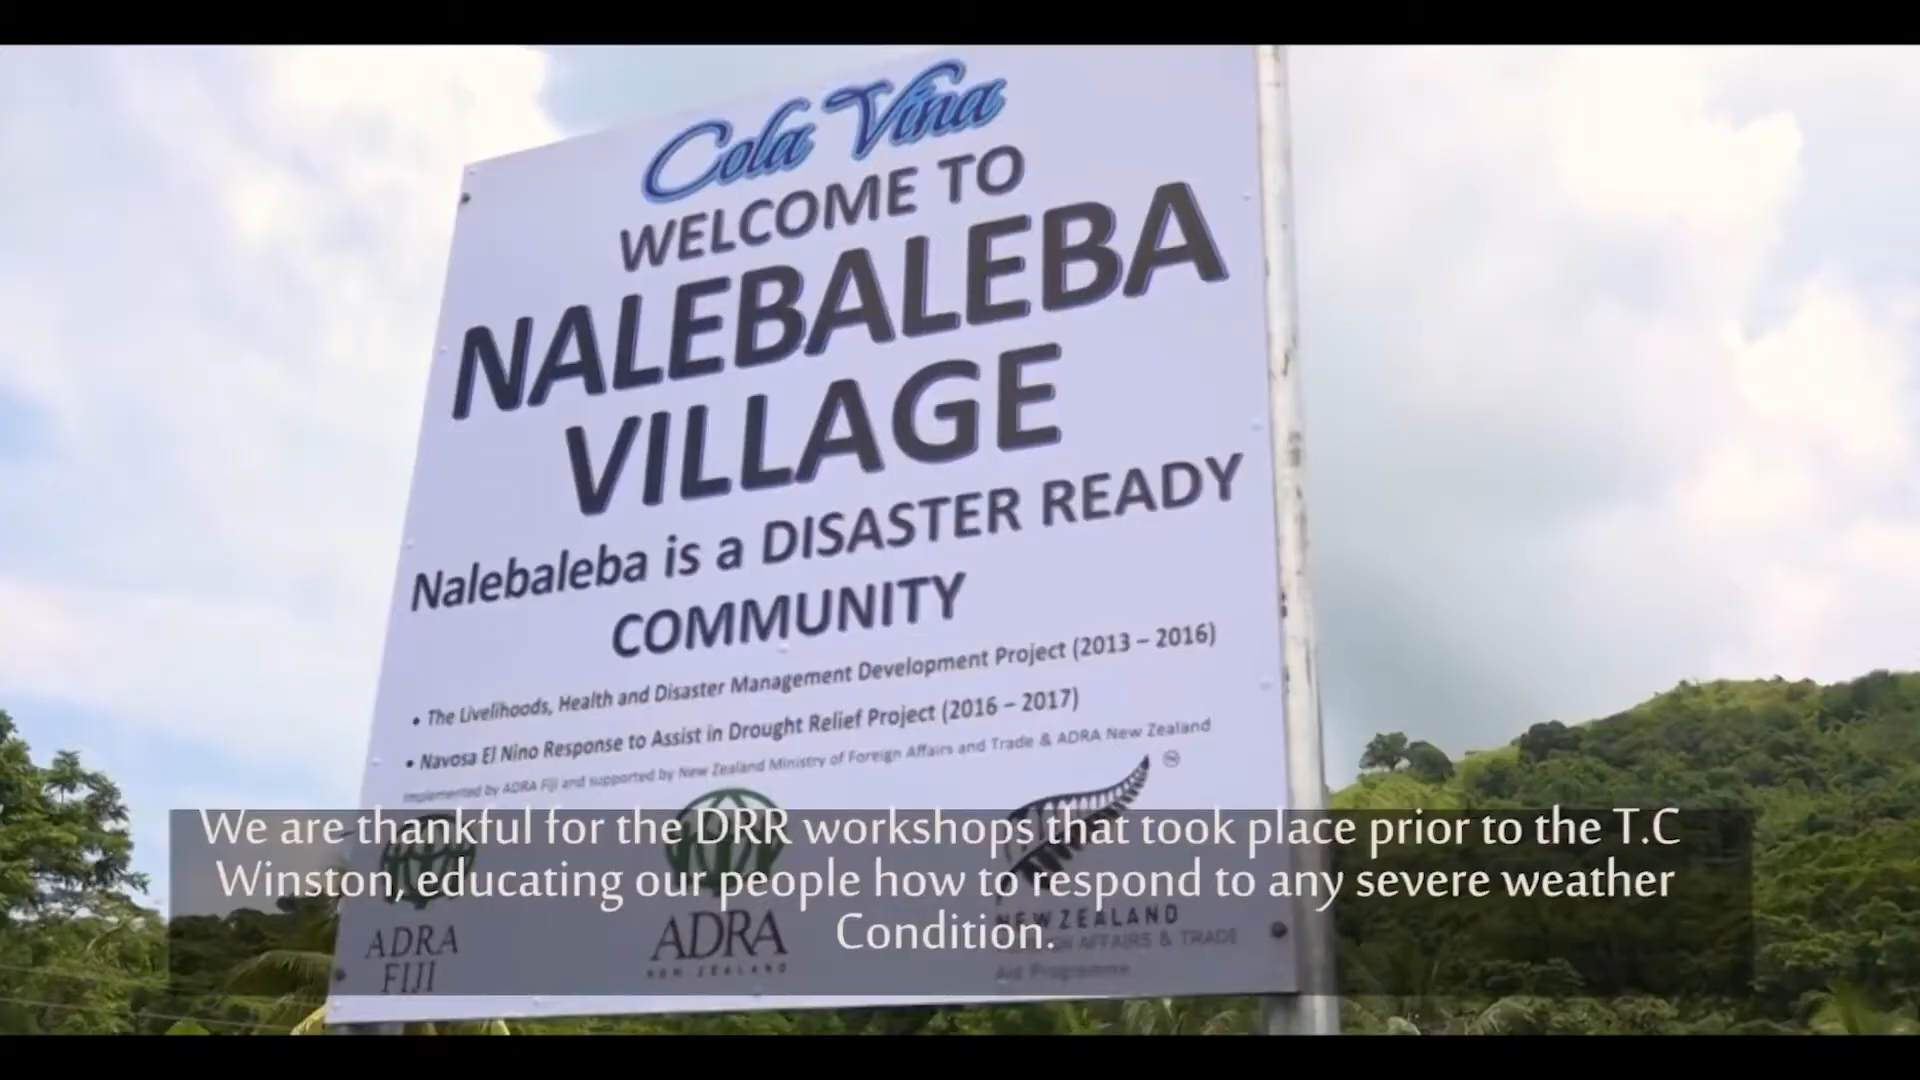 Cola Vina
WELCOME TO
NALEBALEBA
VILLAGE
Nalebaleba is a DISASTER READY
COMMUNITY
• The Livelihoods, Health and Disaster Management Development Project (2013 – 2016)
• Navosa El Nino Response to Assist in Drought Relief Project (2016 – 2017)
Implemented by ADRA Fiji and supported by New Zealand Ministry of Foreign Affairs and Trade & ADRA New Zealand
We are thankful for the DRR workshops that took place prior to the T.C
Winston, educating our people how to respond to any severe weather
Condition.
ADRA
FIJI
ADRA
NEW ZEALAND
NEW ZEALAND
AFFAIRS & TRADE
Aid Programme